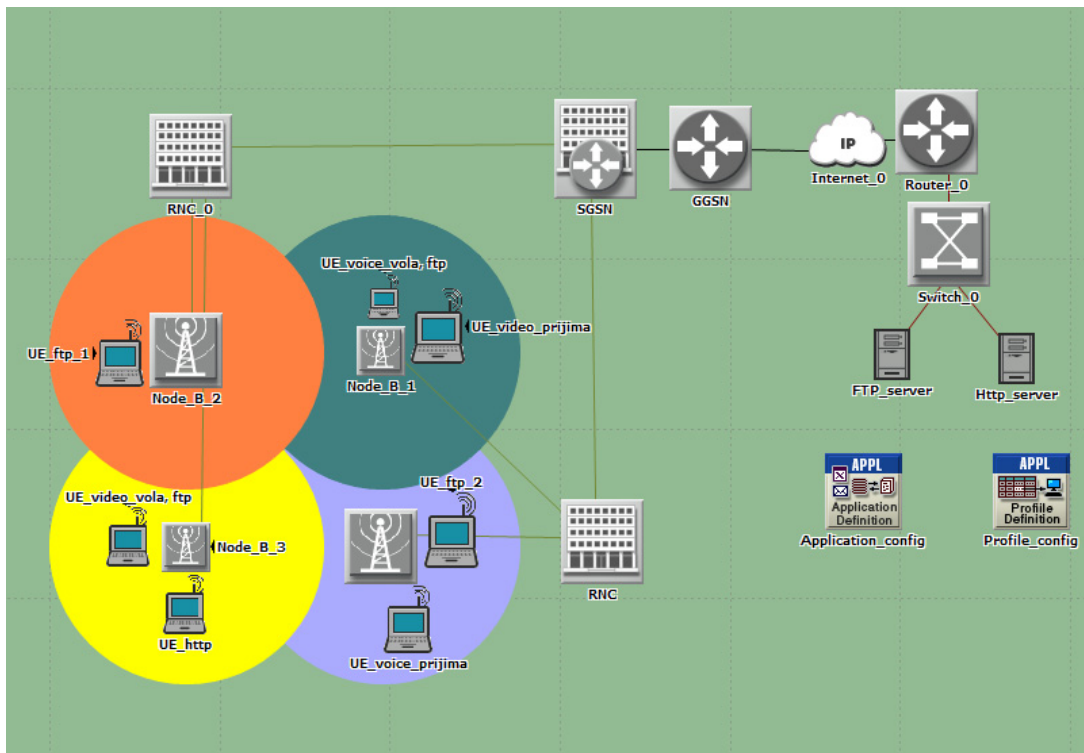 RNC_0
SGSN
GGSN
IP
Internet_0
Router_0
Switch_0
UE_voice_vola, ftp
UE_video_prijima
Node_B_1
UE_ftp_1
Node_B_2
FTP_server
Http_server
UE_video_vola, ftp
Node_B_3
UE_http
UE_ftp_2
UE_voice_prijima
RNC
APPL
Application
Definition
Application_config
APPL
Profiile
Definition
Profile_config